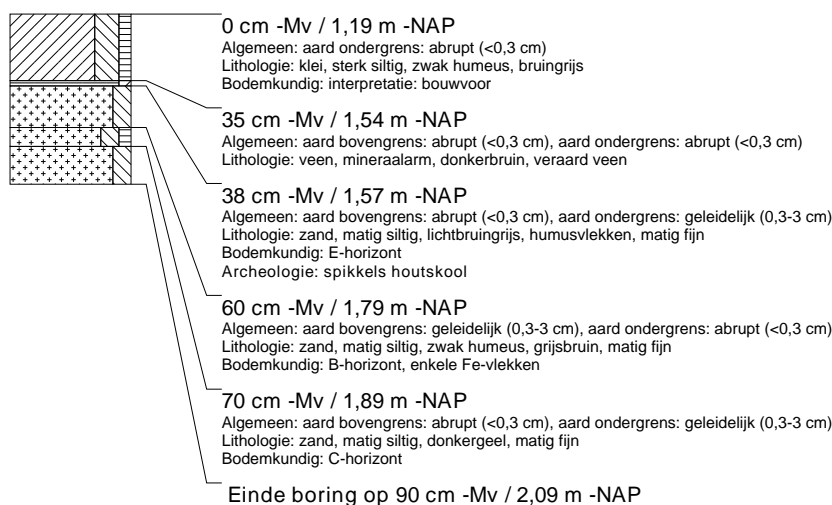 0 cm -Mv / 1,19 m -NAP
Algemeen: aard ondergrens: abrupt (<0,3 cm)
Lithologie: klei, sterk siltig, zwak humeus, bruingrijs
Bodemkundig: interpretatie: bouwvoor
35 cm -Mv / 1,54 m -NAP
Algemeen: aard bovengrens: abrupt (<0,3 cm), aard ondergrens: abrupt (<0,3 cm)
Lithologie: veen, mineraalarm, donkerbruin, veraard veen
38 cm -Mv / 1,57 m -NAP
Algemeen: aard bovengrens: abrupt (<0,3 cm), aard ondergrens: geleidelijk (0,3-3 cm)
Lithologie: zand, matig siltig, lichtbruingrijs, humusvlekken, matig fijn
Bodemkundig: E-horizont
Archeologie: spikkels houtskool
60 cm -Mv / 1,79 m -NAP
Algemeen: aard bovengrens: geleidelijk (0,3-3 cm), aard ondergrens: abrupt (<0,3 cm)
Lithologie: zand, matig siltig, zwak humeus, grijsbruin, matig fijn
Bodemkundig: B-horizont, enkele Fe-vlekken
70 cm -Mv / 1,89 m -NAP
Algemeen: aard bovengrens: abrupt (<0,3 cm), aard ondergrens: geleidelijk (0,3-3 cm)
Lithologie: zand, matig siltig, donkergeel, matig fijn
Bodemkundig: C-horizont
Einde boring op 90 cm -Mv / 2,09 m -NAP